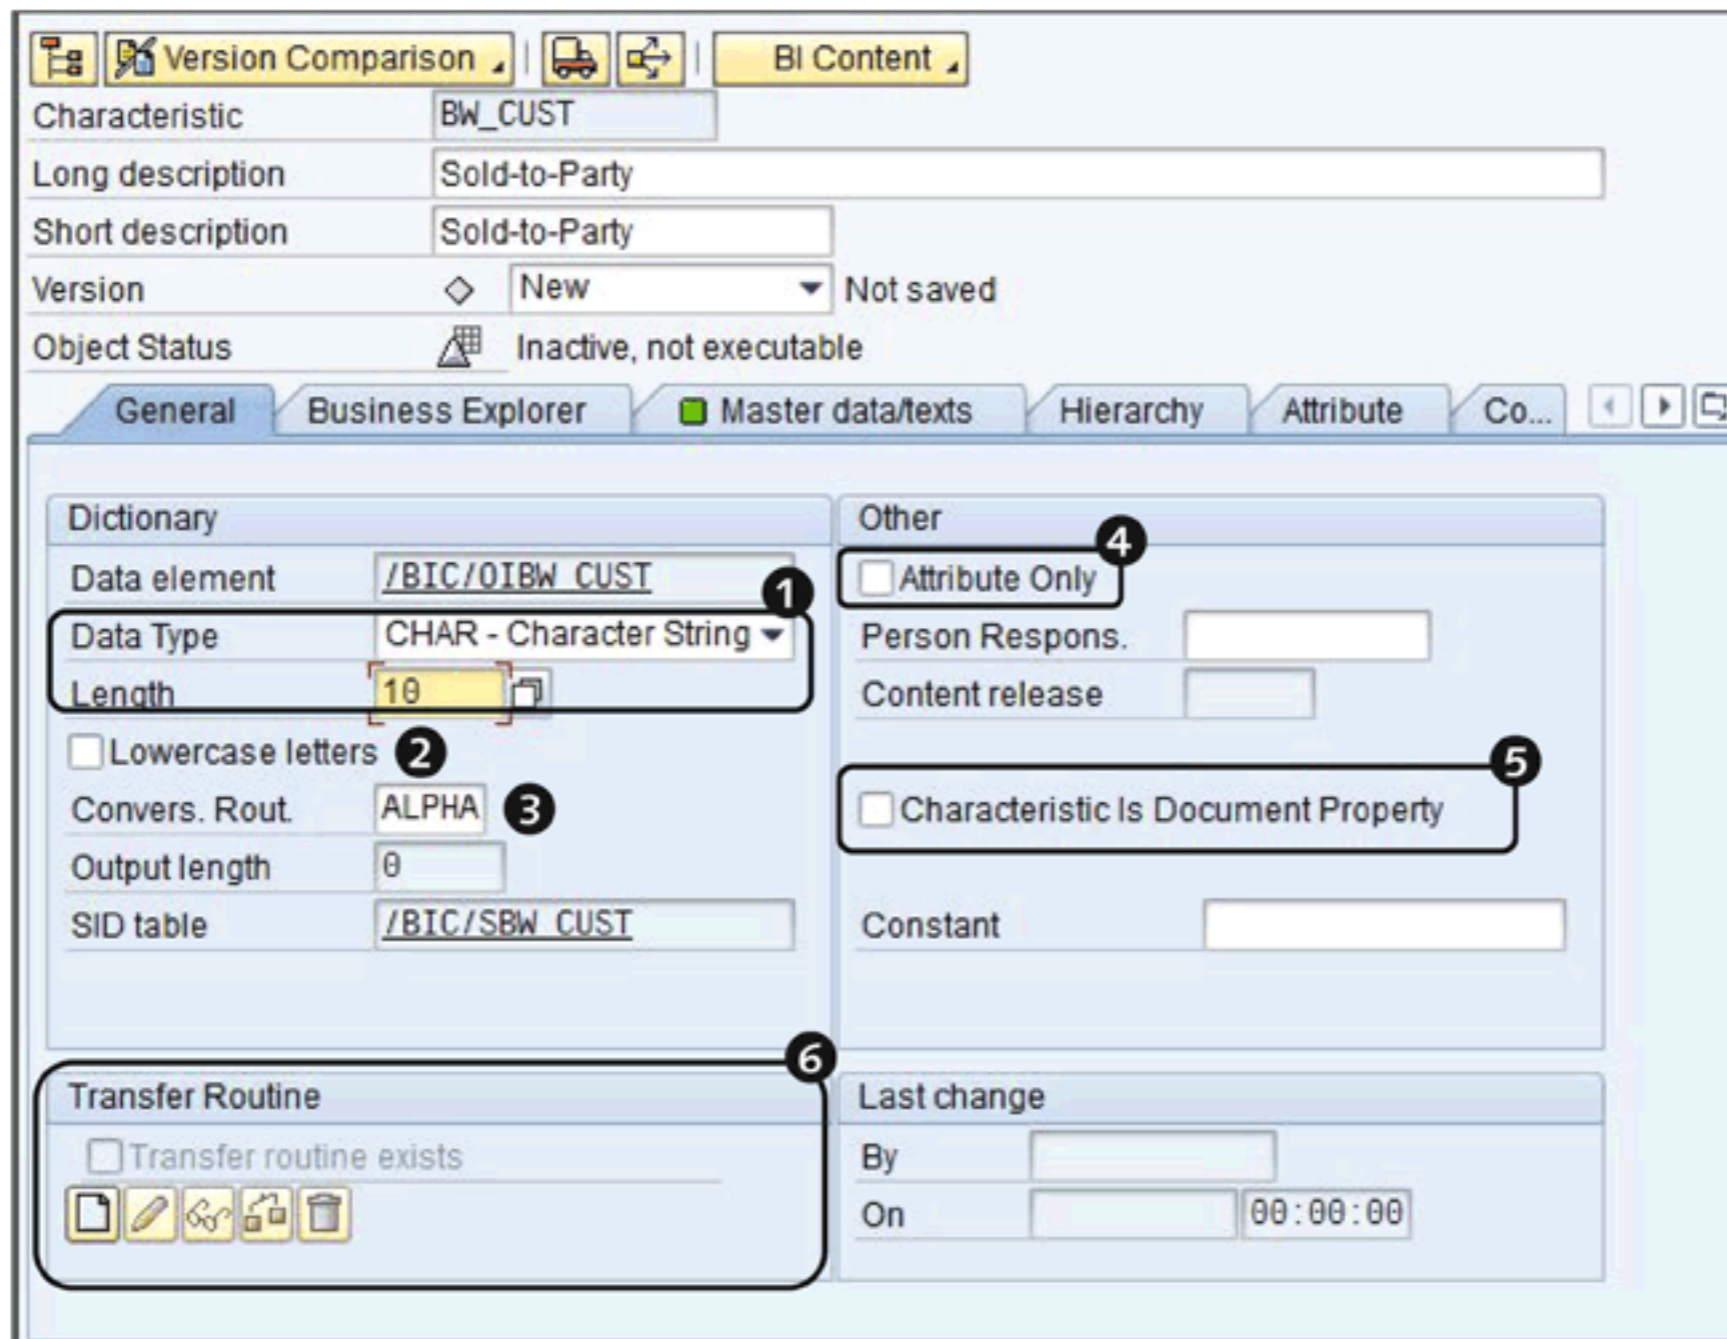 Version Comparison BI Content
Characteristic BW_CUST
Long description Sold-to-Party
Short description Sold-to-Party
Version New Not saved
Object Status Inactive, not executable
General Business Explorer Master data/texts Hierarchy Attribute Co...
Dictionary
Data element /BIC/OIBW_CUST
1
Data Type CHAR - Character String
Length 10
Lowercase letters 2
Convers. Rout. ALPHA 3
Output length 0
SID table /BIC/SBW_CUST
Other
4
Attribute Only
Person Respons.
Content release
5
Characteristic Is Document Property
Constant
6
Transfer Routine
Transfer routine exists
Last change
By
On 00:00:00